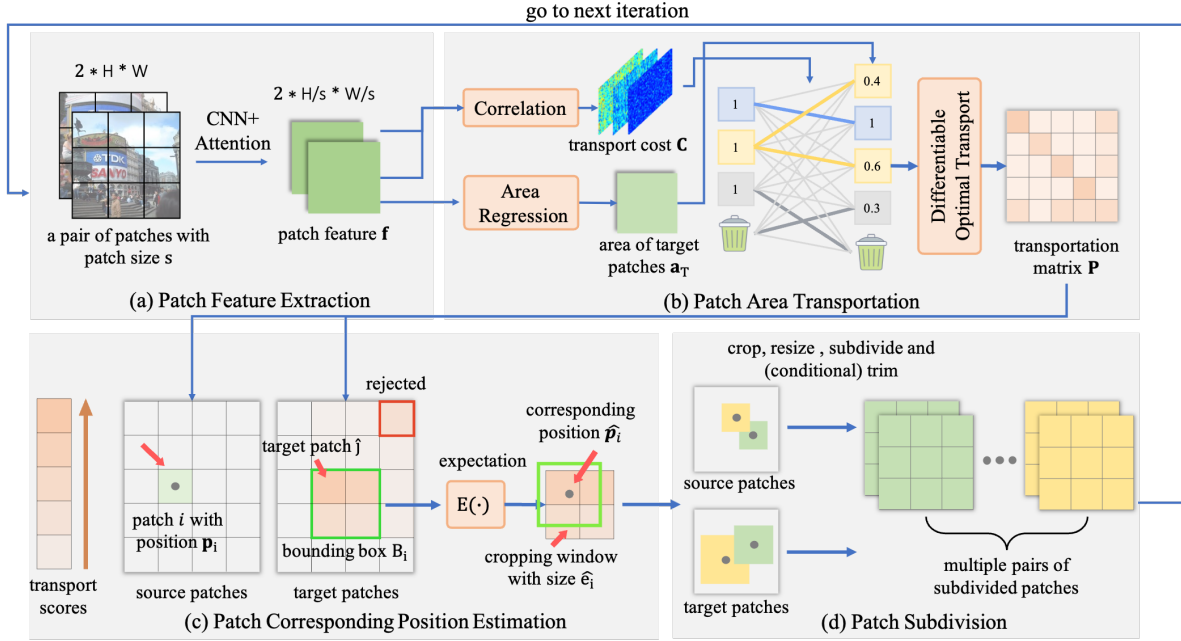 go to next iteration
2 * H * W
CNN+
Attention
2 * H/s * W/s
TDK
SANYO
a pair of patches with
patch size s
patch feature f
(a) Patch Feature Extraction
Correlation
transport cost C
Area
Regression
area of target
patches a_T
1
1
1
0.4
1
0.6
0.3
Differentiable
Optimal Transport
transportation
matrix P
(b) Patch Area Transportation
transport
scores
patch i with
position p_i
source patches
rejected
target patch ĵ
bounding box B_i
target patches
expectation
E(·)
corresponding
position p̂_i
cropping window
with size ê_i
(c) Patch Corresponding Position Estimation
crop, resize , subdivide and
(conditional) trim
source patches
target patches
multiple pairs of
subdivided patches
(d) Patch Subdivision